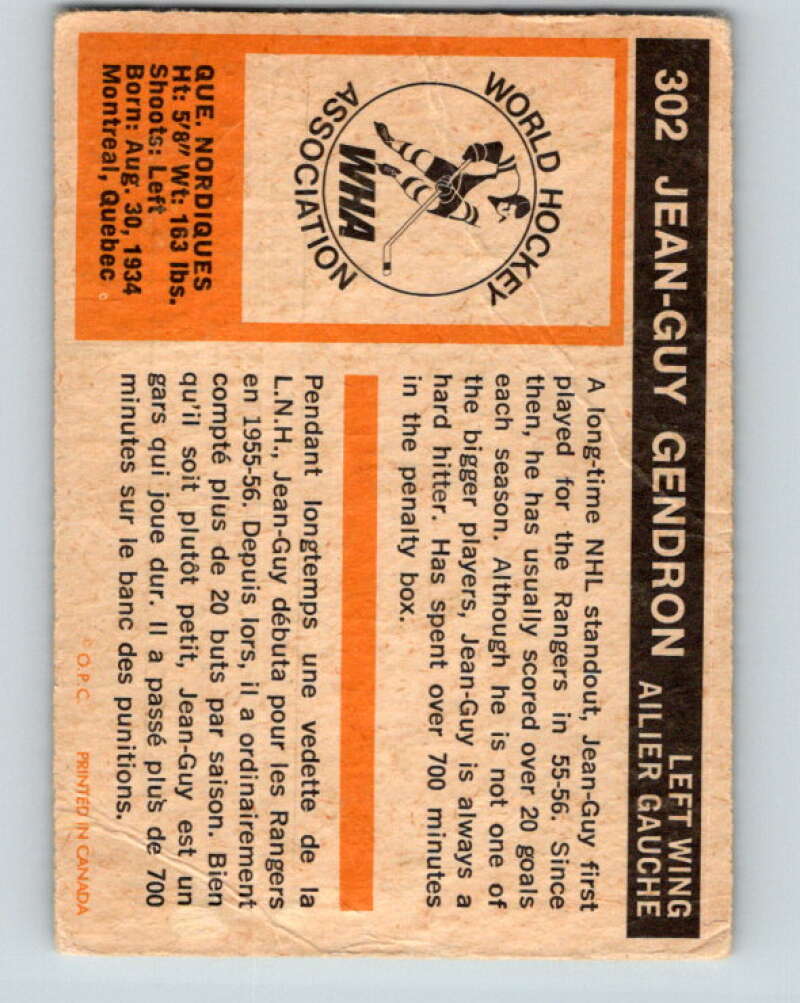 302 JEAN-GUY GENDRON
LEFT WING
AILIER GAUCHE
WORLD HOCKEY
ASSOCIATION
WHA
QUE. NORDIQUES
Ht: 5'8" Wt: 163 lbs.
Shoots: Left
Born: Aug. 30, 1934
Montreal, Quebec
A long-time NHL standout, Jean-Guy first
played for the Rangers in 55-56. Since
then, he has usually scored over 20 goals
each season. Although he is not one of
the bigger players, Jean-Guy is always a
hard hitter. Has spent over 700 minutes
in the penalty box.
Pendant longtemps une vedette de la
L.N.H., Jean-Guy débuta pour les Rangers
en 1955-56. Depuis lors, il a ordinairement
compté plus de 20 buts par saison. Bien
qu'il soit plutôt petit, Jean-Guy est un
gars qui joue dur. Il a passé plus de 700
minutes sur le banc des punitions.
© O.P.C. PRINTED IN CANADA